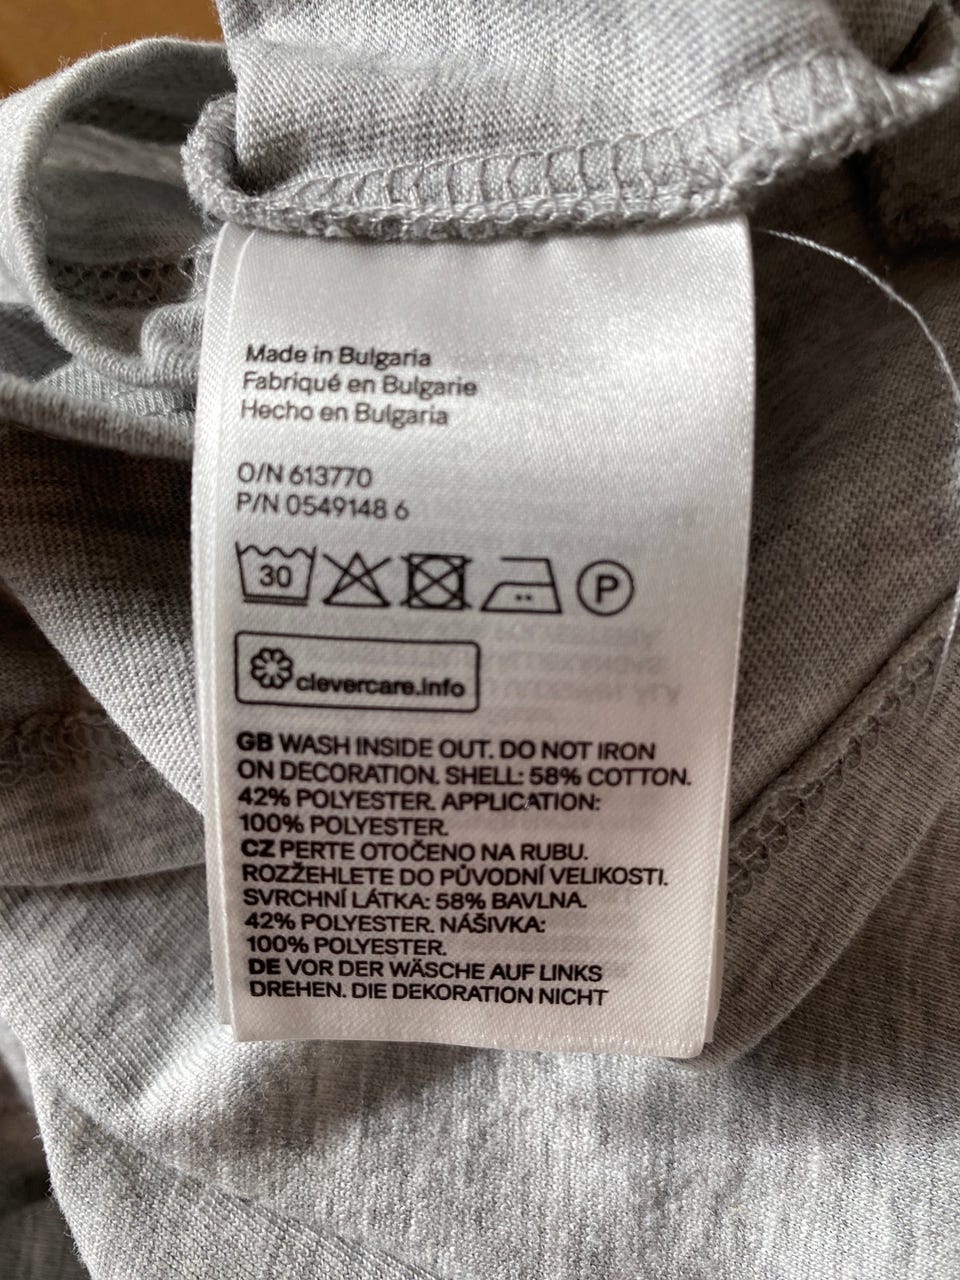 Made in Bulgaria
Fabriqué en Bulgarie
Hecho en Bulgaria
O/N 613770
P/N 0549148 6
30
P
clevercare.info
GB WASH INSIDE OUT. DO NOT IRON
ON DECORATION. SHELL: 58% COTTON.
42% POLYESTER. APPLICATION:
100% POLYESTER.
CZ PERTE OTOČENO NA RUBU.
ROZŽEHLETE DO PŮVODNÍ VELIKOSTI.
SVRCHNÍ LÁTKA: 58% BAVLNA.
42% POLYESTER. NÁŠIVKA:
100% POLYESTER.
DE VOR DER WÄSCHE AUF LINKS
DREHEN. DIE DEKORATION NICHT